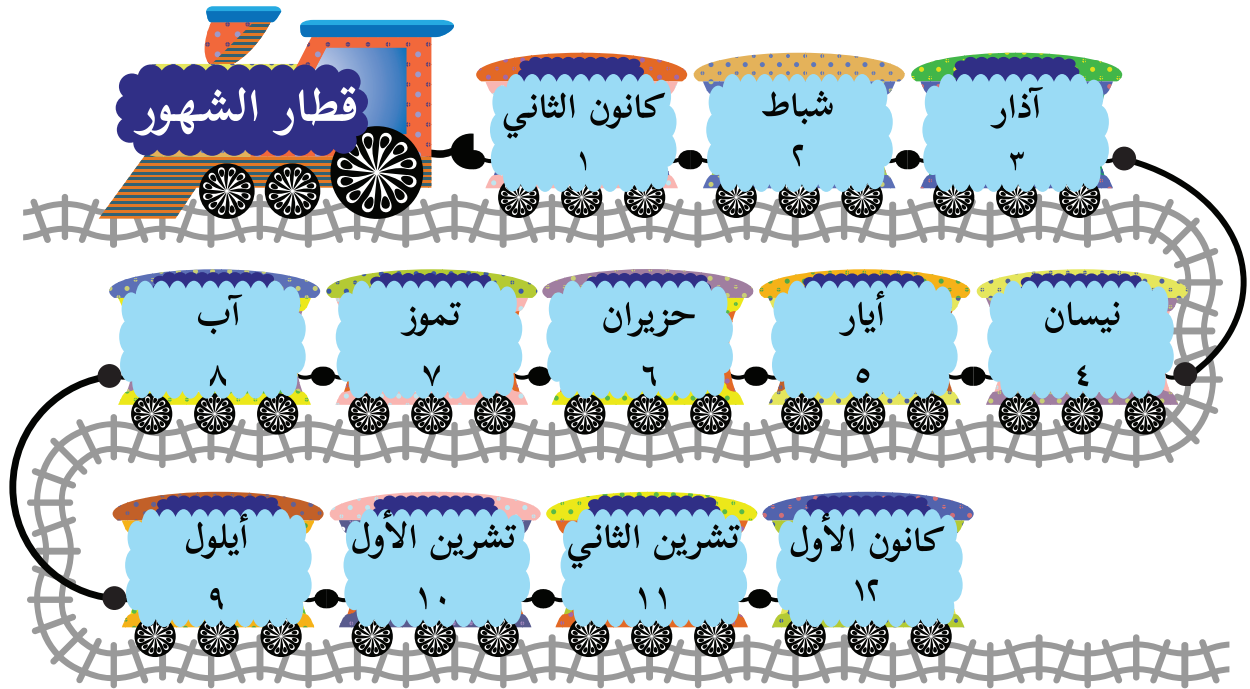 قطار الشهور
كانون الثاني
١
شباط
٢
آذار
٣
نيسان
٤
أيار
٥
حزيران
٦
تموز
٧
آب
٨
أيلول
٩
تشرين الأول
١٠
تشرين الثاني
١١
كانون الأول
١٢